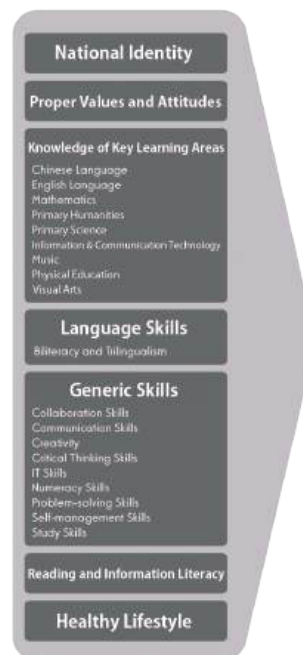 National Identity
Proper Values and Attitudes
Knowledge of Key Learning Areas
Chinese Language
English Language
Mathematics
Primary Humanities
Primary Science
Information & Communication Technology
Music
Physical Education
Visual Arts
Language Skills
Biliteracy and Trilingualism
Generic Skills
Collaboration Skills
Communication Skills
Creativity
Critical Thinking Skills
IT Skills
Numeracy Skills
Problem-solving Skills
Self-management Skills
Study Skills
Reading and Information Literacy
Healthy Lifestyle